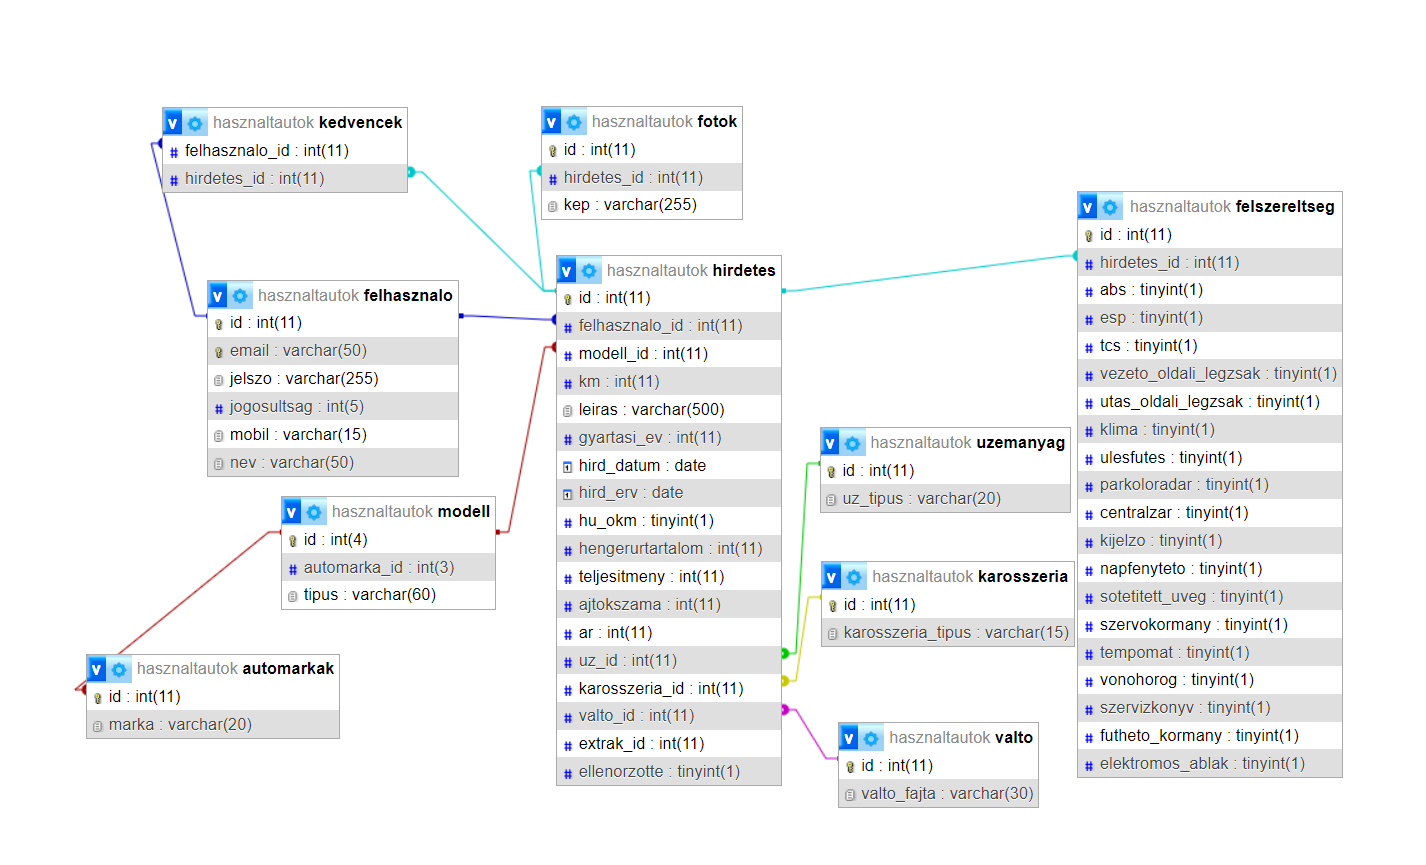 hasznaltautok kedvencek
felhasznalo_id : int(11)
hirdetes_id : int(11)
hasznaltautok fotok
id : int(11)
hirdetes_id : int(11)
kep : varchar(255)
hasznaltautok felszereltseg
id : int(11)
hirdetes_id : int(11)
abs : tinyint(1)
esp : tinyint(1)
tcs : tinyint(1)
vezeto_oldali_legzsak : tinyint(1)
utas_oldali_legzsak : tinyint(1)
klima : tinyint(1)
ulesfutes : tinyint(1)
parkoloradar : tinyint(1)
centralzar : tinyint(1)
kijelzo : tinyint(1)
napfenyteto : tinyint(1)
sotetitett_uveg : tinyint(1)
szervokormany : tinyint(1)
tempomat : tinyint(1)
vonohorog : tinyint(1)
szervizkonyv : tinyint(1)
futheto_kormany : tinyint(1)
elektromos_ablak : tinyint(1)
hasznaltautok hirdetes
id : int(11)
felhasznalo_id : int(11)
modell_id : int(11)
km : int(11)
leiras : varchar(500)
gyartasi_ev : int(11)
hird_datum : date
hird_erv : date
hu_okm : tinyint(1)
hengerurtartalom : int(11)
teljesitmeny : int(11)
ajtokszama : int(11)
ar : int(11)
uz_id : int(11)
karosszeria_id : int(11)
valto_id : int(11)
extrak_id : int(11)
ellenorzotte : tinyint(1)
hasznaltautok felhasznalo
id : int(11)
email : varchar(50)
jelszo : varchar(255)
jogosultsag : int(5)
mobil : varchar(15)
nev : varchar(50)
hasznaltautok uzemanyag
id : int(11)
uz_tipus : varchar(20)
hasznaltautok modell
id : int(4)
automarka_id : int(3)
tipus : varchar(60)
hasznaltautok karosszeria
id : int(11)
karosszeria_tipus : varchar(15)
hasznaltautok automarkak
id : int(11)
marka : varchar(20)
hasznaltautok valto
id : int(11)
valto_fajta : varchar(30)